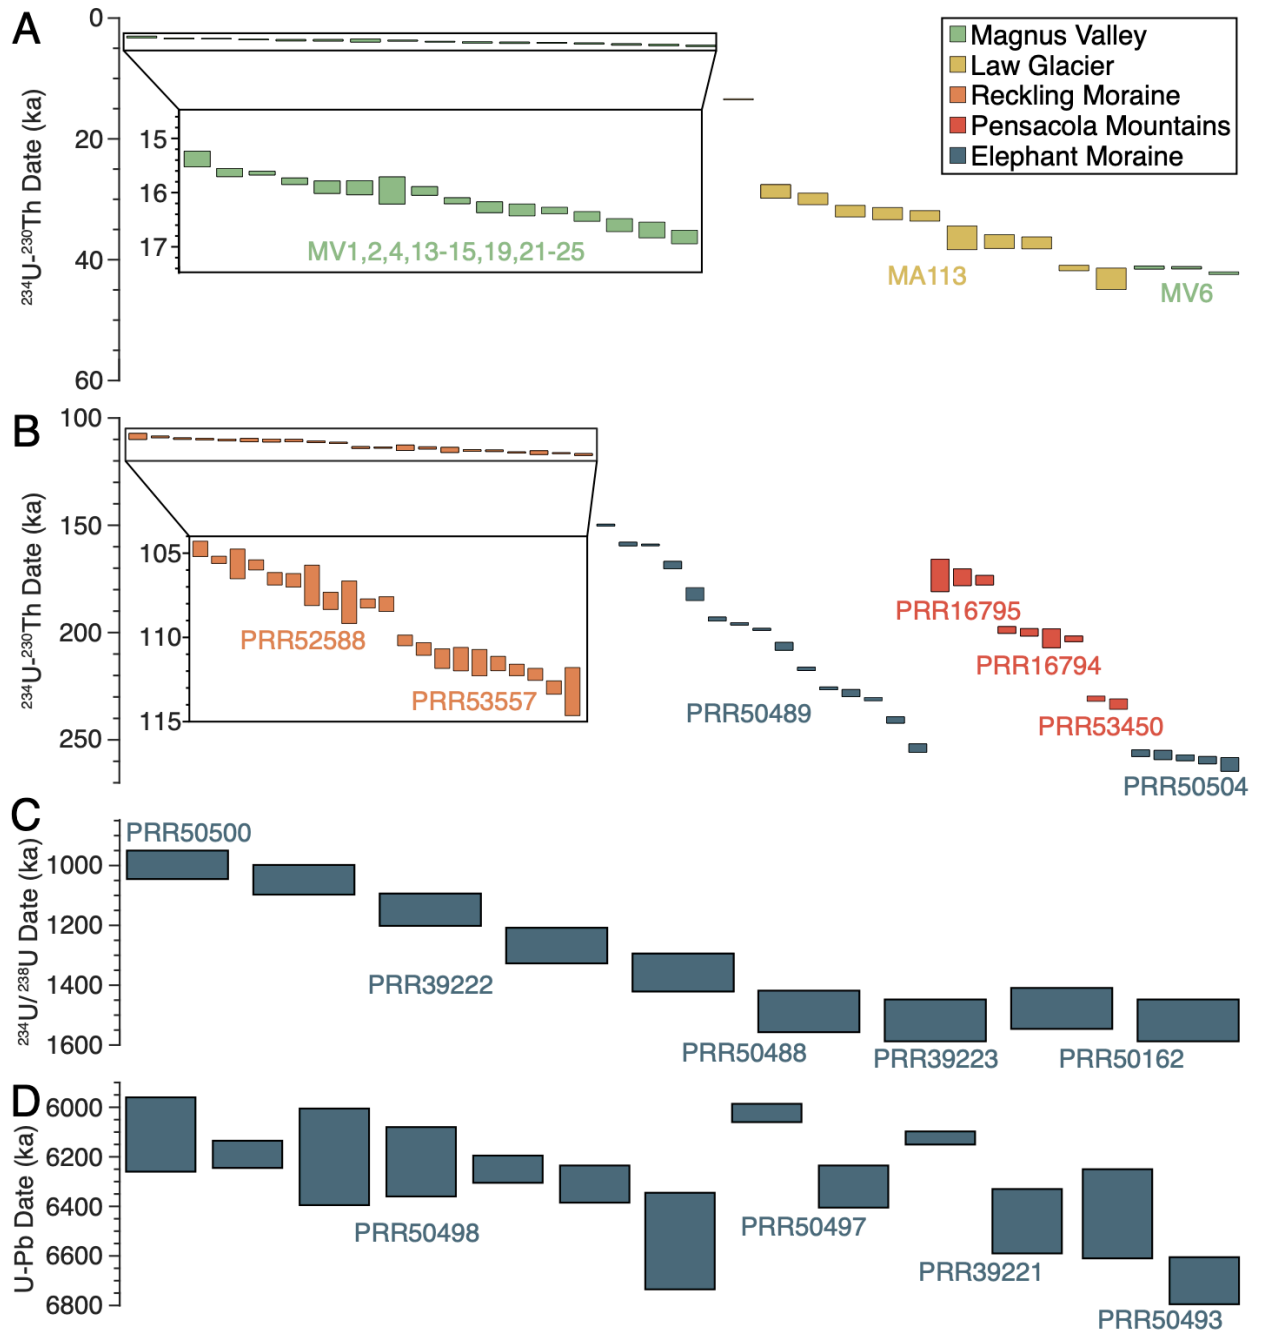 A
0
20
40
60
²³⁴U-²³⁰Th Date (ka)
Magnus Valley
Law Glacier
Reckling Moraine
Pensacola Mountains
Elephant Moraine
15
16
17
MV1,2,4,13-15,19,21-25
MA113
MV6
B
100
150
200
250
²³⁴U-²³⁰Th Date (ka)
105
110
115
PRR52588
PRR53557
PRR50489
PRR16795
PRR16794
PRR53450
PRR50504
C
1000
1200
1400
1600
²³⁴U/²³⁸U Date (ka)
PRR50500
PRR39222
PRR50488
PRR39223
PRR50162
D
6000
6200
6400
6600
6800
U-Pb Date (ka)
PRR50498
PRR50497
PRR39221
PRR50493